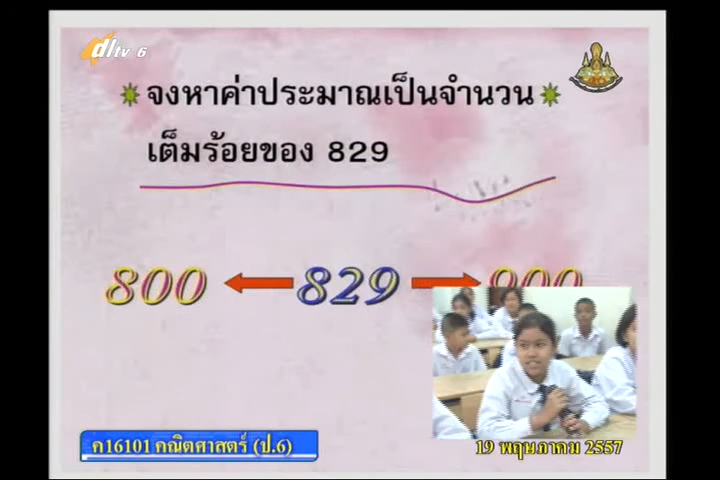 dltv 6
จงหาค่าประมาณเป็นจำนวน
เต็มร้อยของ 829
800 829 900
ค16101 คณิตศาสตร์ (ป.6)
19 พฤษภาคม 2557